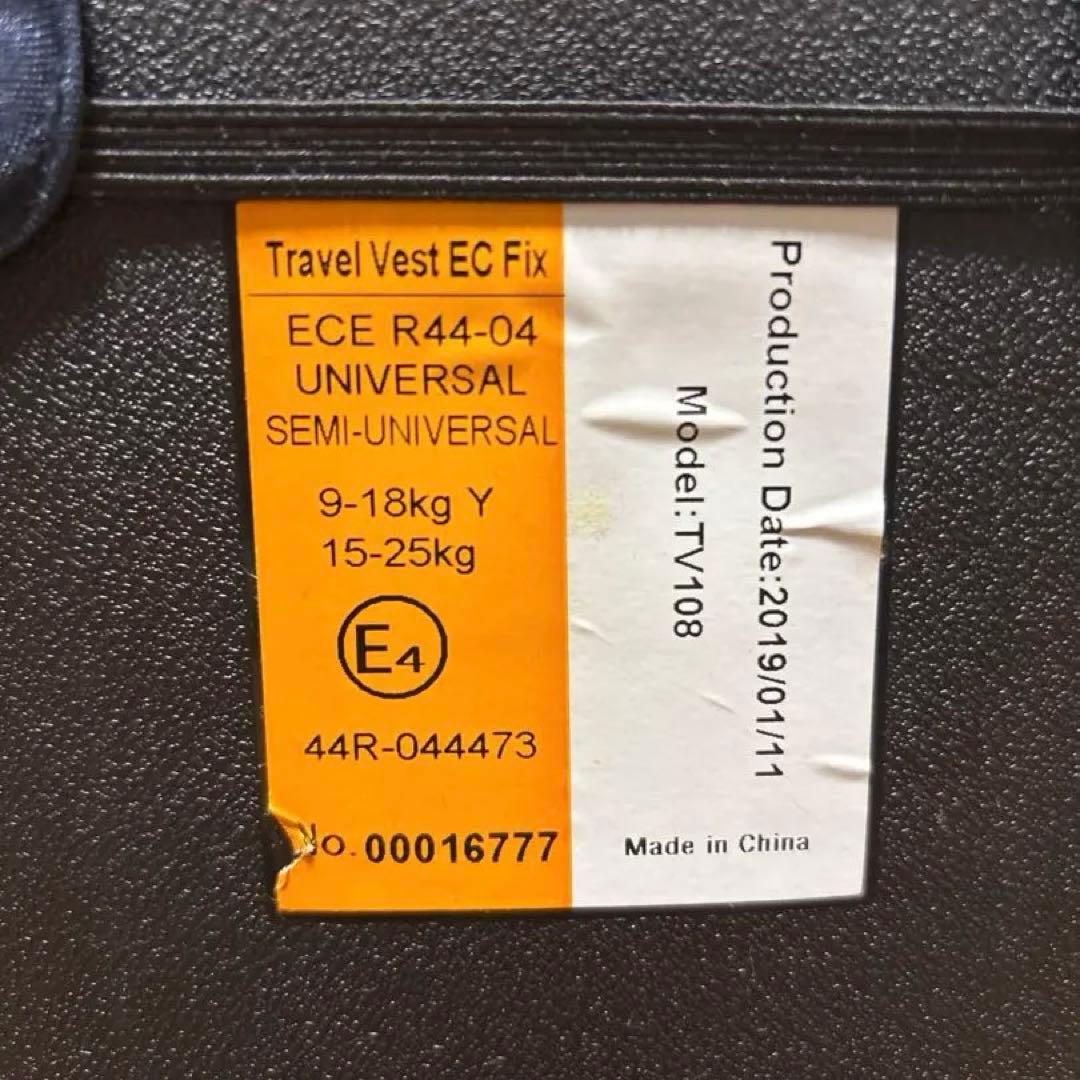 Travel Vest EC Fix
ECE R44-04
UNIVERSAL
SEMI-UNIVERSAL
9-18kg Y
15-25kg
E4
44R-044473
No. 00016777
Production Date:2019/01/11
Model:TV108
Made in China